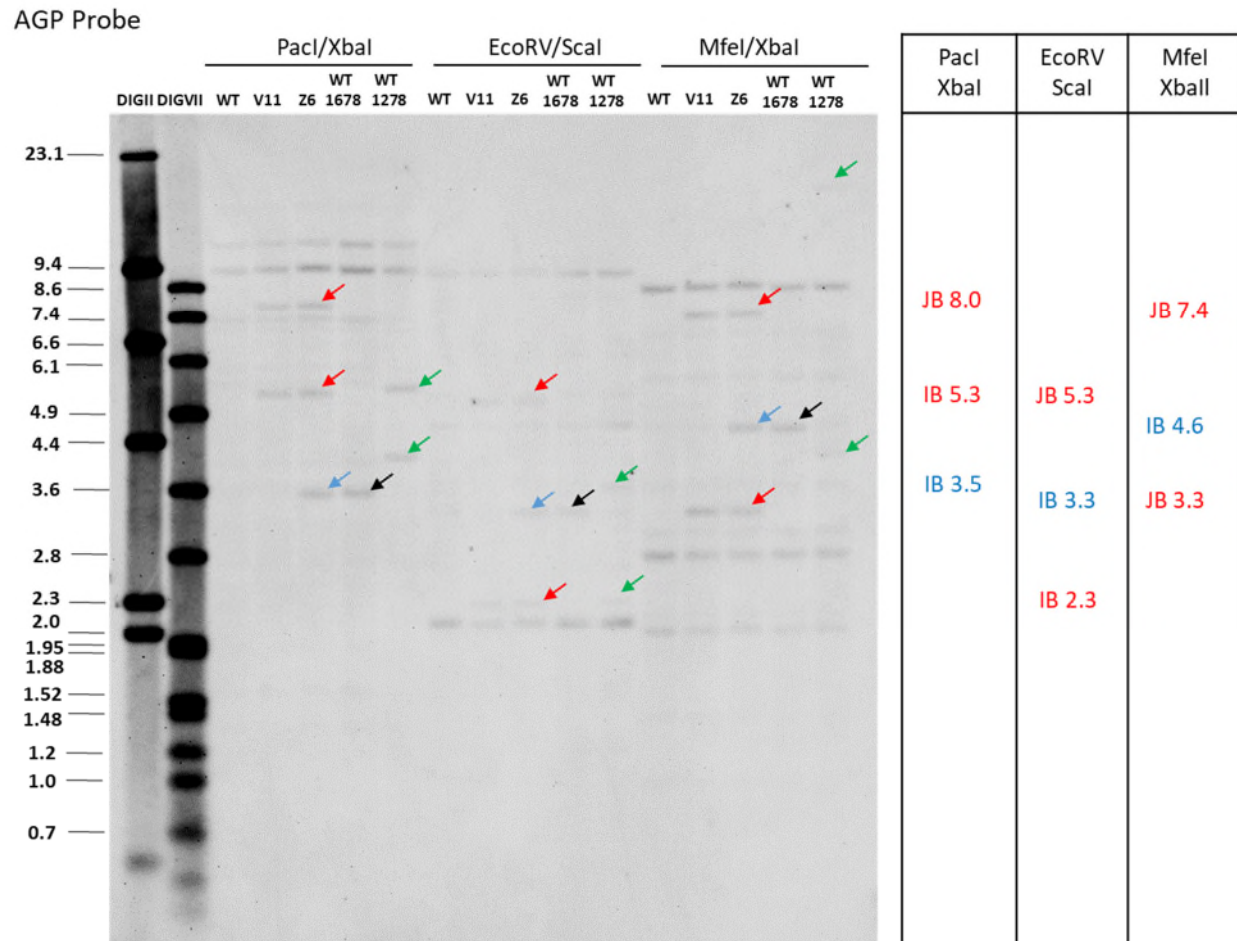 AGP Probe
PacI/XbaI EcoRV/ScaI MfeI/XbaI
DIGII DIGVII WT V11 Z6 WT 1678 WT 1278 WT V11 Z6 WT 1678 WT 1278 WT V11 Z6 WT 1678 WT 1278
23.1
9.4
8.6
7.4
6.6
6.1
4.9
4.4
3.6
2.8
2.3
2.0
1.95
1.88
1.52
1.48
1.2
1.0
0.7
PacI EcoRV MfeI
XbaI ScaI XbaII
JB 8.0 JB 7.4
IB 5.3 JB 5.3
IB 4.6
IB 3.5 IB 3.3 JB 3.3
IB 2.3